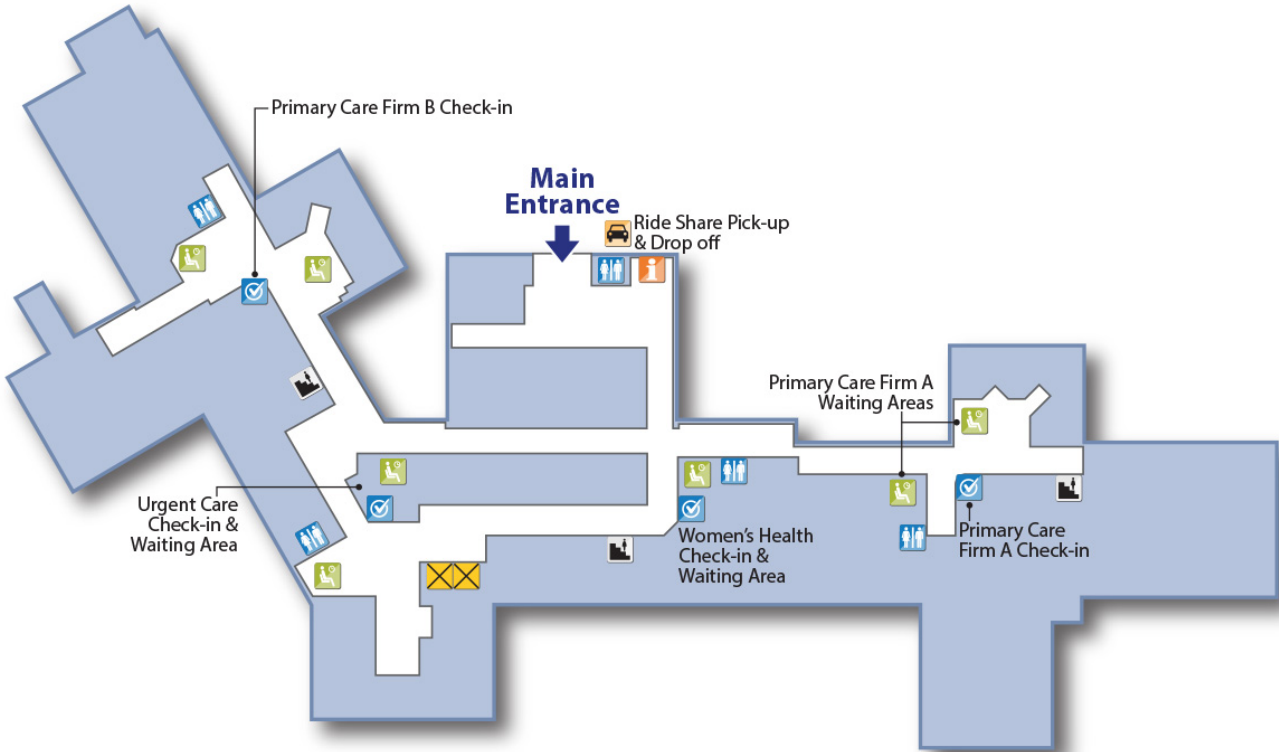 Primary Care Firm B Check-in
Main
Entrance
Ride Share Pick-up
& Drop off
Primary Care Firm A
Waiting Areas
Urgent Care
Check-in &
Waiting Area
Women's Health
Check-in &
Waiting Area
Primary Care
Firm A Check-in